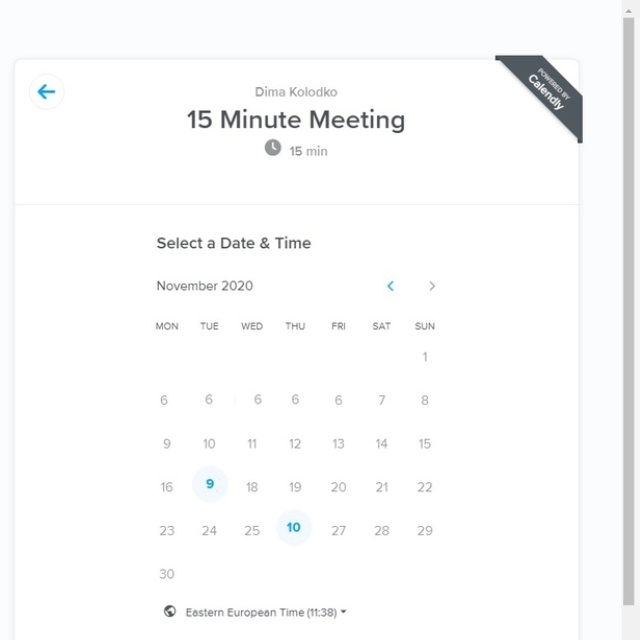 POWERED BY
Calendly
Dima Kolodko
15 Minute Meeting
15 min
Select a Date & Time
November 2020
MON TUE WED THU FRI SAT SUN
1
6 6 6 6 6 7 8
9 10 11 12 13 14 15
16 9 18 19 20 21 22
23 24 25 10 27 28 29
30
Eastern European Time (11:38)